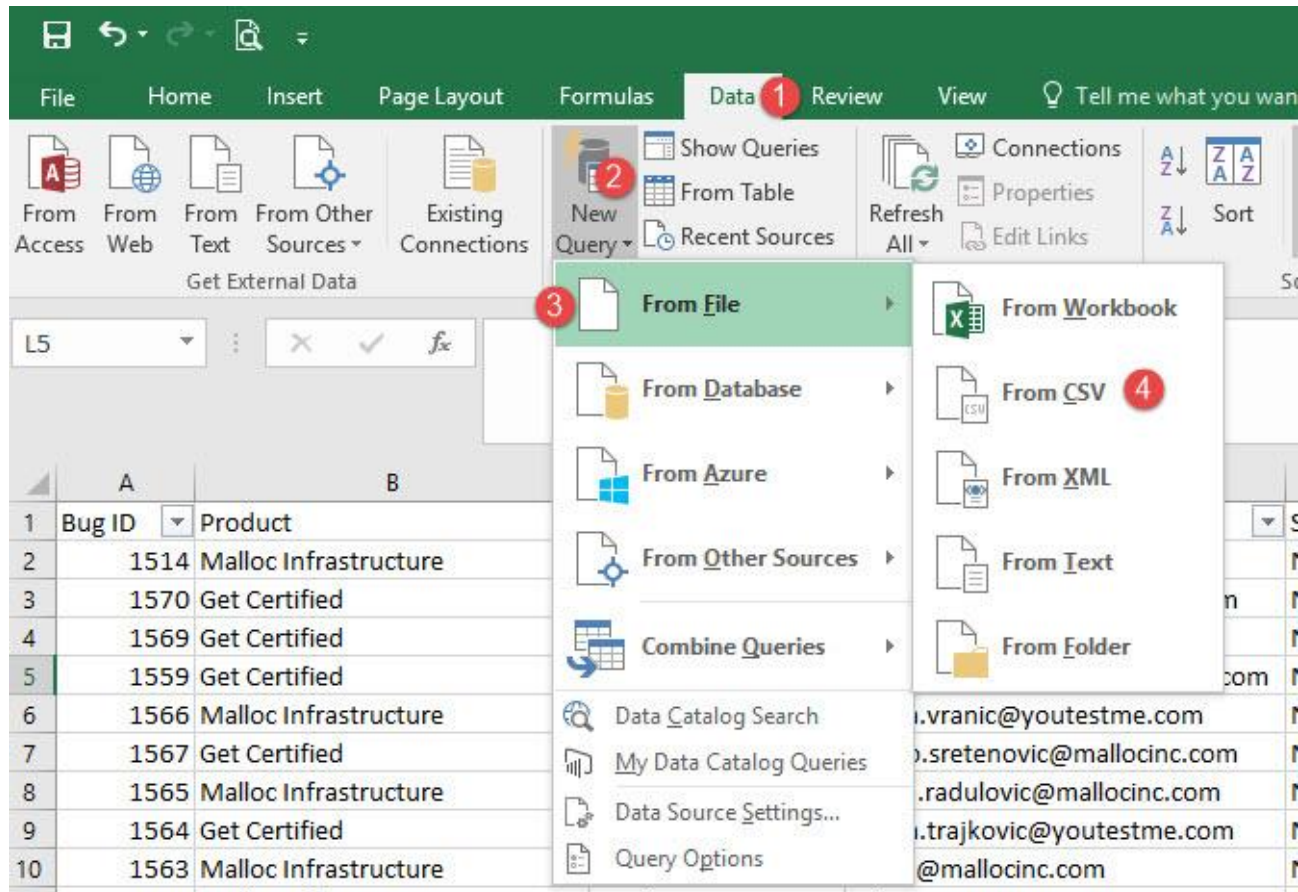 File Home Insert Page Layout Formulas Data 1 Review View Tell me what you wan
From Access
From Web
From Text
From Other Sources
Existing Connections
Get External Data
New Query 2
Show Queries
From Table
Recent Sources
Refresh All
Connections
Properties
Edit Links
A Z
Z A
Z A
A Z
Sort
3 From File
From Database
From Azure
From Other Sources
Combine Queries
Data Catalog Search
My Data Catalog Queries
Data Source Settings...
Query Options
From Workbook
From CSV 4
From XML
From Text
From Folder
L5 fx
A B
1 Bug ID Product
2 1514 Malloc Infrastructure
3 1570 Get Certified
4 1569 Get Certified
5 1559 Get Certified com
6 1566 Malloc Infrastructure .vranic@youtestme.com
7 1567 Get Certified .sretenovic@mallocinc.com
8 1565 Malloc Infrastructure .radulovic@mallocinc.com
9 1564 Get Certified .trajkovic@youtestme.com
10 1563 Malloc Infrastructure @mallocinc.com